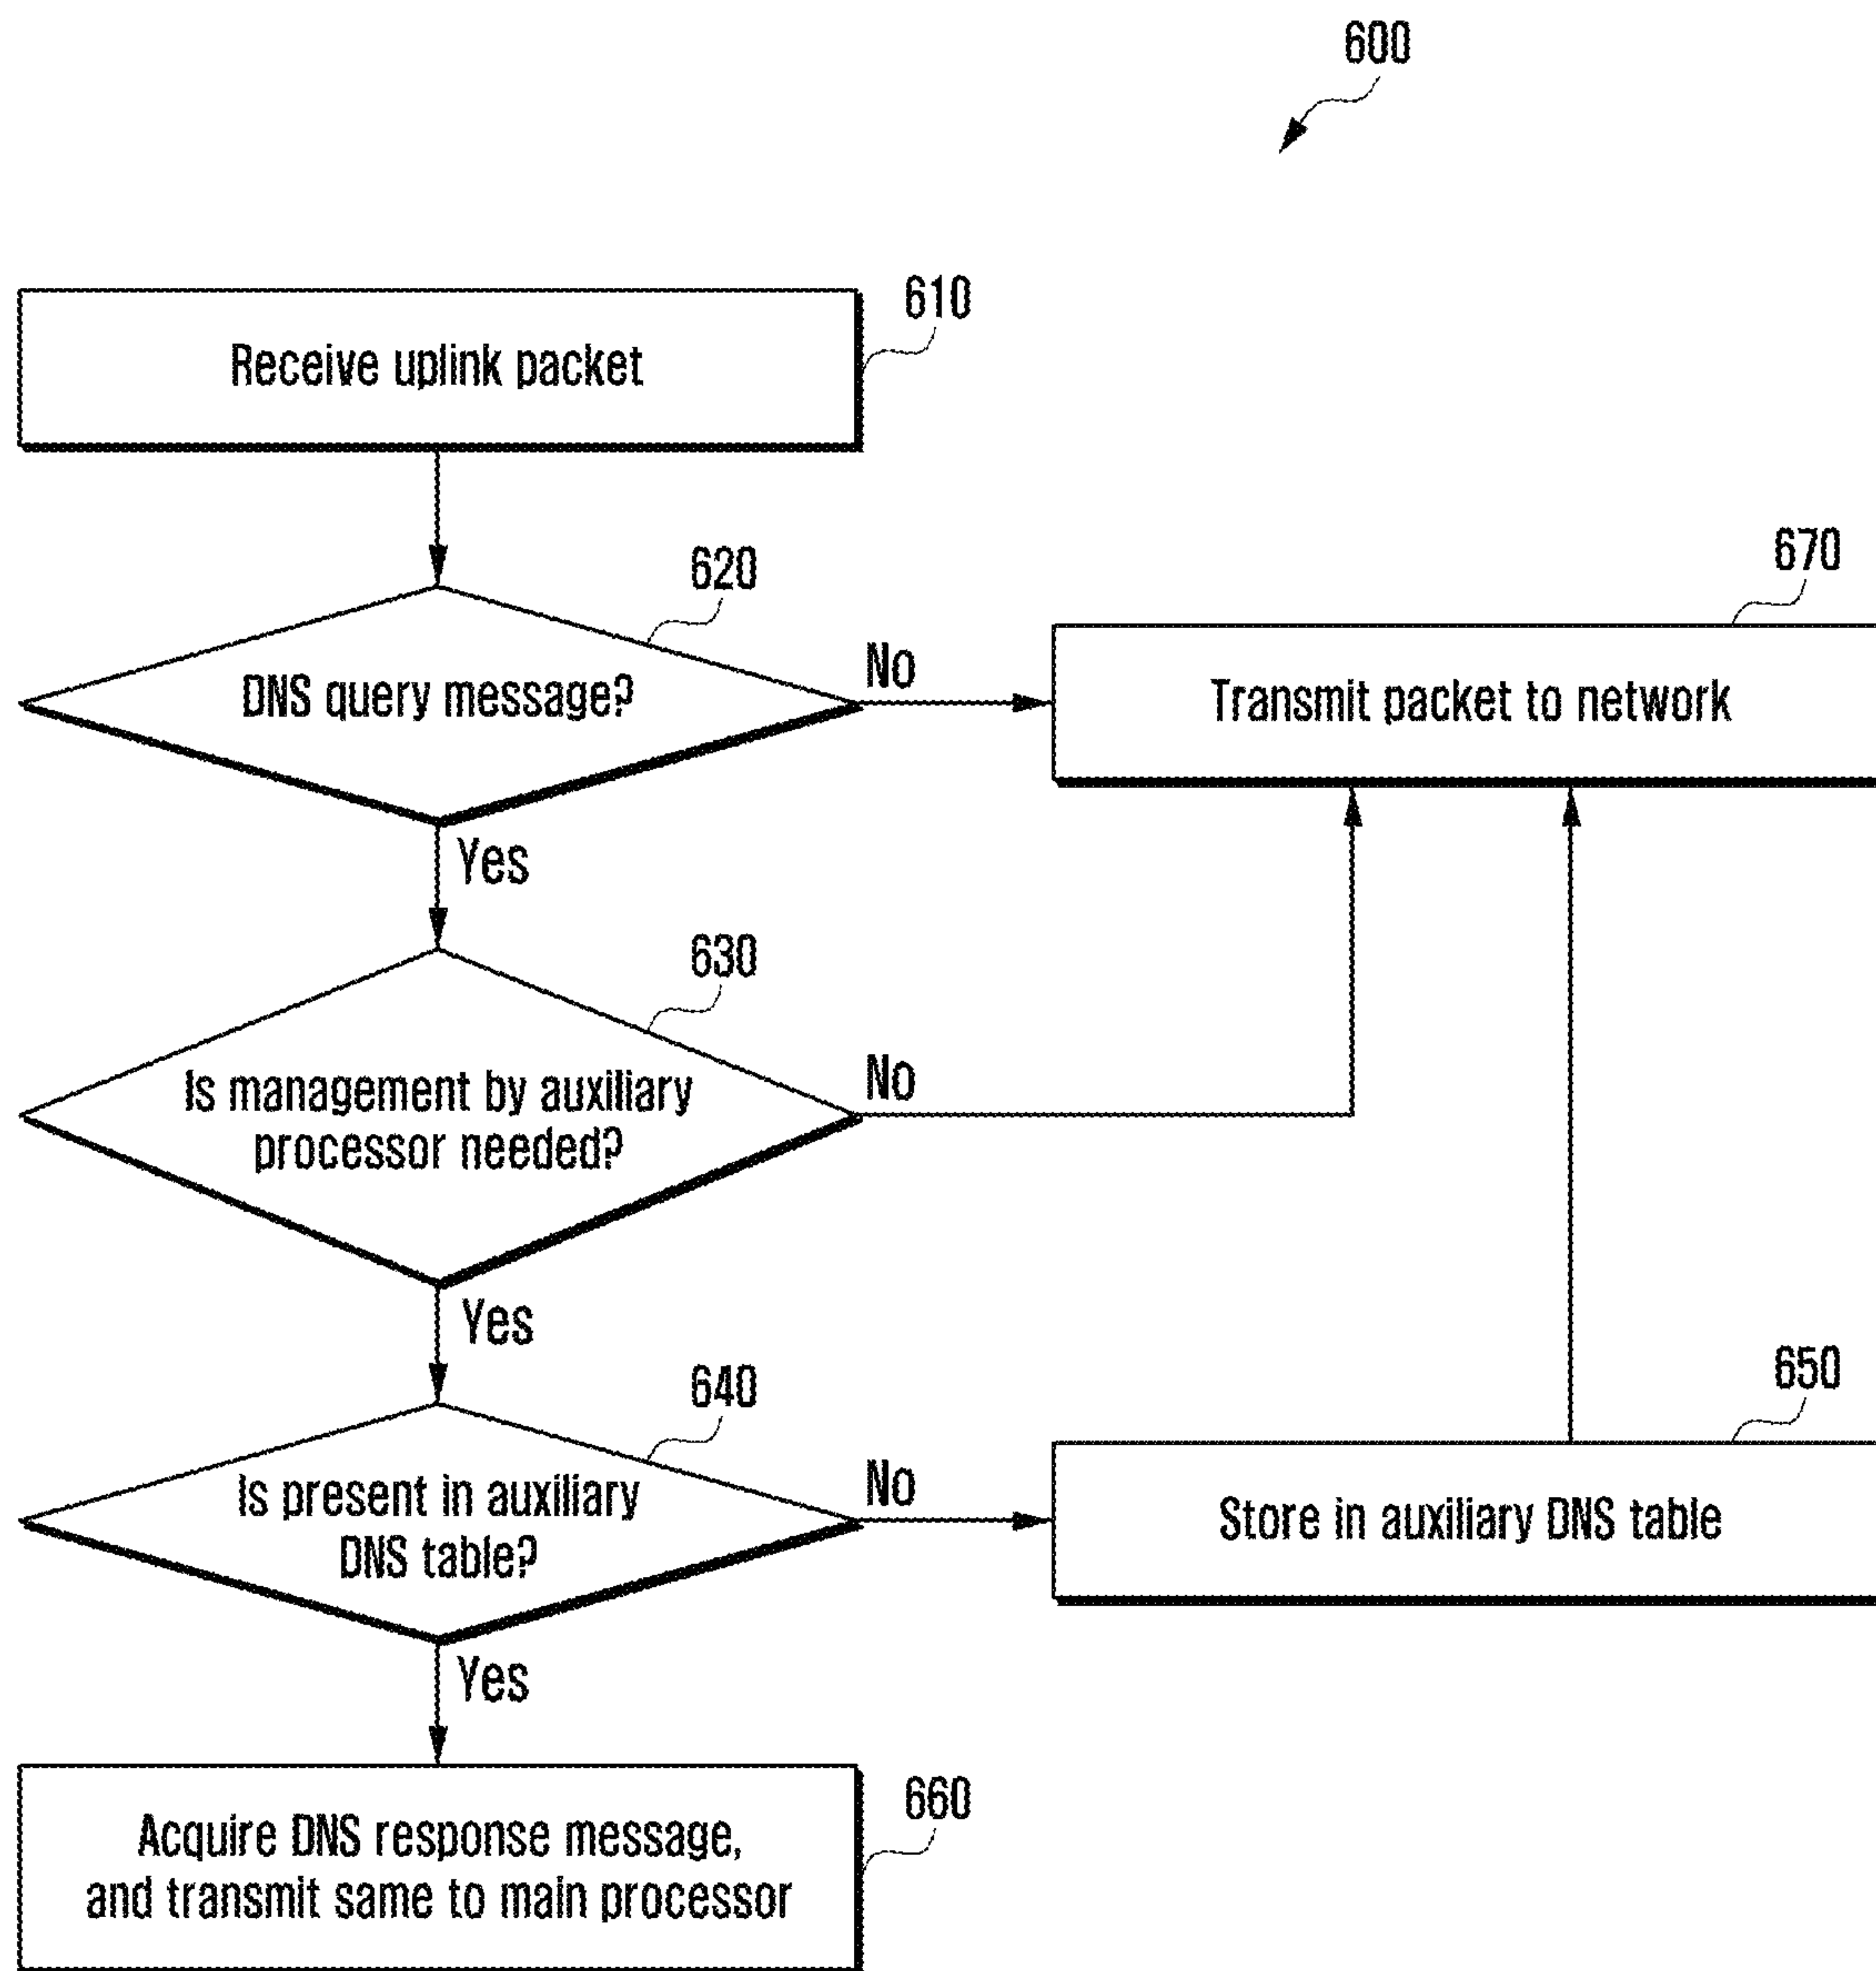 600
610
Receive uplink packet
620
670
DNS query message?
No
Transmit packet to network
Yes
630
Is management by auxiliary
processor needed?
No
Yes
640
650
Is present in auxiliary
DNS table?
No
Store in auxiliary DNS table
Yes
660
Acquire DNS response message,
and transmit same to main processor